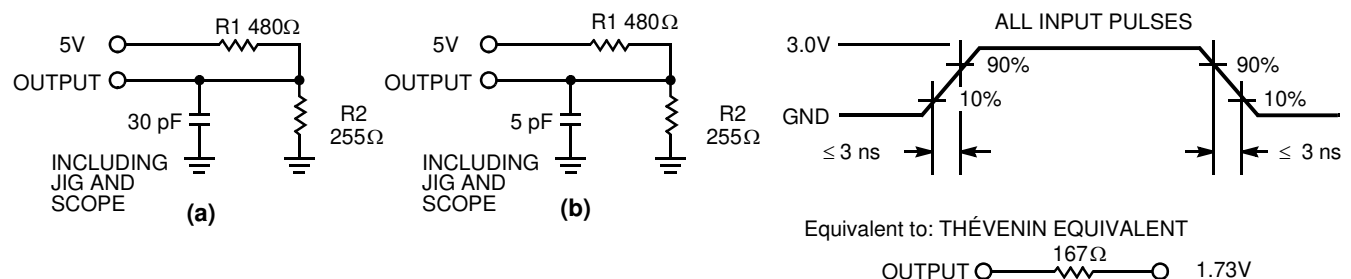 R1 480Ω
5V
OUTPUT
30 pF
R2
255Ω
INCLUDING
JIG AND
SCOPE
(a)
R1 480Ω
5V
OUTPUT
5 pF
R2
255Ω
INCLUDING
JIG AND
SCOPE
(b)
ALL INPUT PULSES
3.0V
90%
10%
GND
≤ 3 ns
90%
10%
≤ 3 ns
Equivalent to: THÉVENIN EQUIVALENT
167Ω
OUTPUT
1.73V